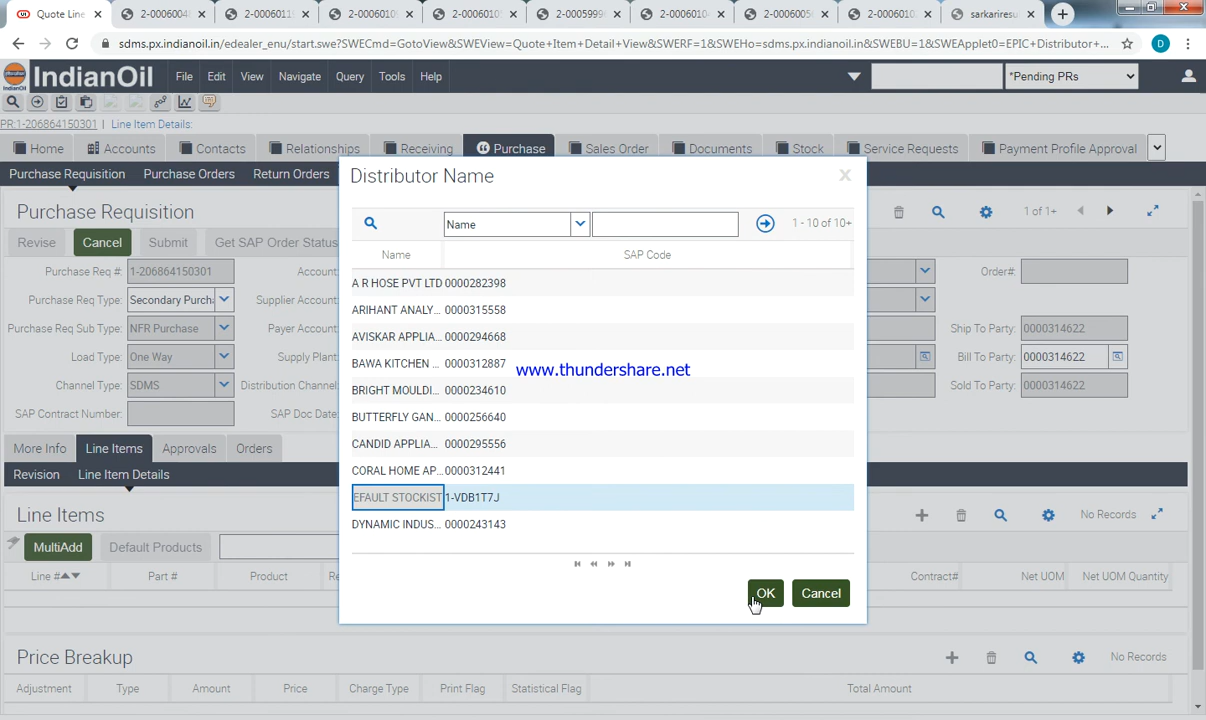 Quote Line
2-0006004
2-0006011
2-0006010
2-0006010
2-0005999
2-0006010
2-0006005
2-0006010
sarkariresu
sdms.px.indianoil.in/edealer_enu/start.swe?SWECmd=GotoView&SWEView=Quote+Item+Detail+View&SWERF=1&SWEHo=sdms.px.indianoil.in&SWEBU=1&SWEApplet0=EPIC+Distributor+...
D
IndianOil File Edit View Navigate Query Tools Help *Pending PRs
PR:1-206864150301 | Line Item Details:
Home Accounts Contacts Relationships Receiving Purchase Sales Order Documents Stock Service Requests Payment Profile Approval
Purchase Requisition Purchase Orders Return Orders
Distributor Name x
Purchase Requisition 1 of 1+
Name 1 - 10 of 10+
Revise Cancel Submit Get SAP Order Status
Name SAP Code
Purchase Req #: 1-206864150301 Account: Order#:
A R HOSE PVT LTD 0000282398
Purchase Req Type: Secondary Purch Supplier Account:
ARIHANT ANALY... 0000315558
Purchase Req Sub Type: NFR Purchase Payer Account: Ship To Party: 0000314622
AVISKAR APPLIA... 0000294668
Load Type: One Way Supply Plant: Bill To Party: 0000314622
BAWA KITCHEN ... 0000312887
www.thundershare.net
Channel Type: SDMS Distribution Channel: Sold To Party: 0000314622
BRIGHT MOULDI... 0000234610
SAP Contract Number: SAP Doc Date:
BUTTERFLY GAN... 0000256640
CANDID APPLIA... 0000295556
More Info Line Items Approvals Orders
CORAL HOME AP... 0000312441
Revision Line Item Details
EFAULT STOCKIST 1-VDB1T7J
Line Items No Records
DYNAMIC INDUS... 0000243143
MultiAdd Default Products
Line # Part # Product Contract# Net UOM Net UOM Quantity
OK Cancel
Price Breakup No Records
Adjustment Type Amount Price Charge Type Print Flag Statistical Flag Total Amount